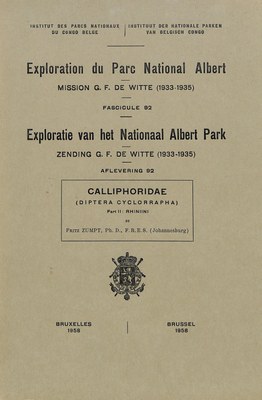 INSTITUT DES PARCS NATIONAUX
DU CONGO BELGE
INSTITUUT DER NATIONALE PARKEN
VAN BELGISCH CONGO
Exploration du Parc National Albert
MISSION G. F. DE WITTE (1933-1935)
FASCICULE 92
Exploratie van het Nationaal Albert Park
ZENDING G. F. DE WITTE (1933-1935)
AFLEVERING 92
CALLIPHORIDAE
(DIPTERA CYCLORRAPHA)
Part II: RHINIINI
BY
FRITZ ZUMPT, Ph. D., F.R.E.S. (Johannesburg)
BRUXELLES
1958
BRUSSEL
1958